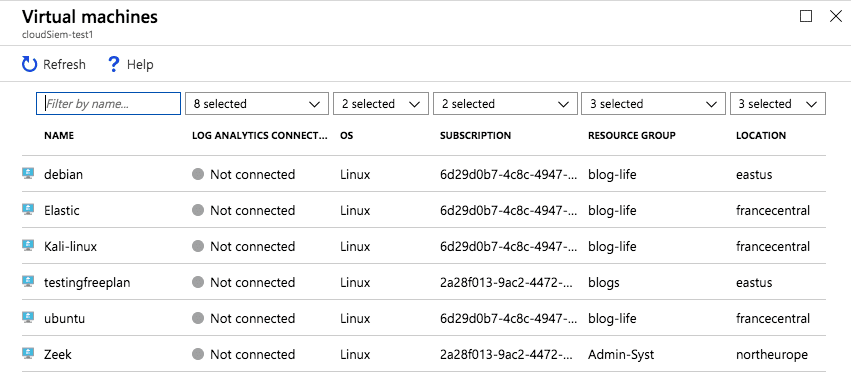 Virtual machines
cloudSiem-test1
Refresh ? Help
Filter by name... 8 selected 2 selected 2 selected 3 selected 3 selected
NAME LOG ANALYTICS CONNECT... OS SUBSCRIPTION RESOURCE GROUP LOCATION
debian Not connected Linux 6d29d0b7-4c8c-4947-... blog-life eastus
Elastic Not connected Linux 6d29d0b7-4c8c-4947-... blog-life francecentral
Kali-linux Not connected Linux 6d29d0b7-4c8c-4947-... blog-life francecentral
testingfreeplan Not connected Linux 2a28f013-9ac2-4472-... blogs eastus
ubuntu Not connected Linux 6d29d0b7-4c8c-4947-... blog-life francecentral
Zeek Not connected Linux 2a28f013-9ac2-4472-... Admin-Syst northeurope